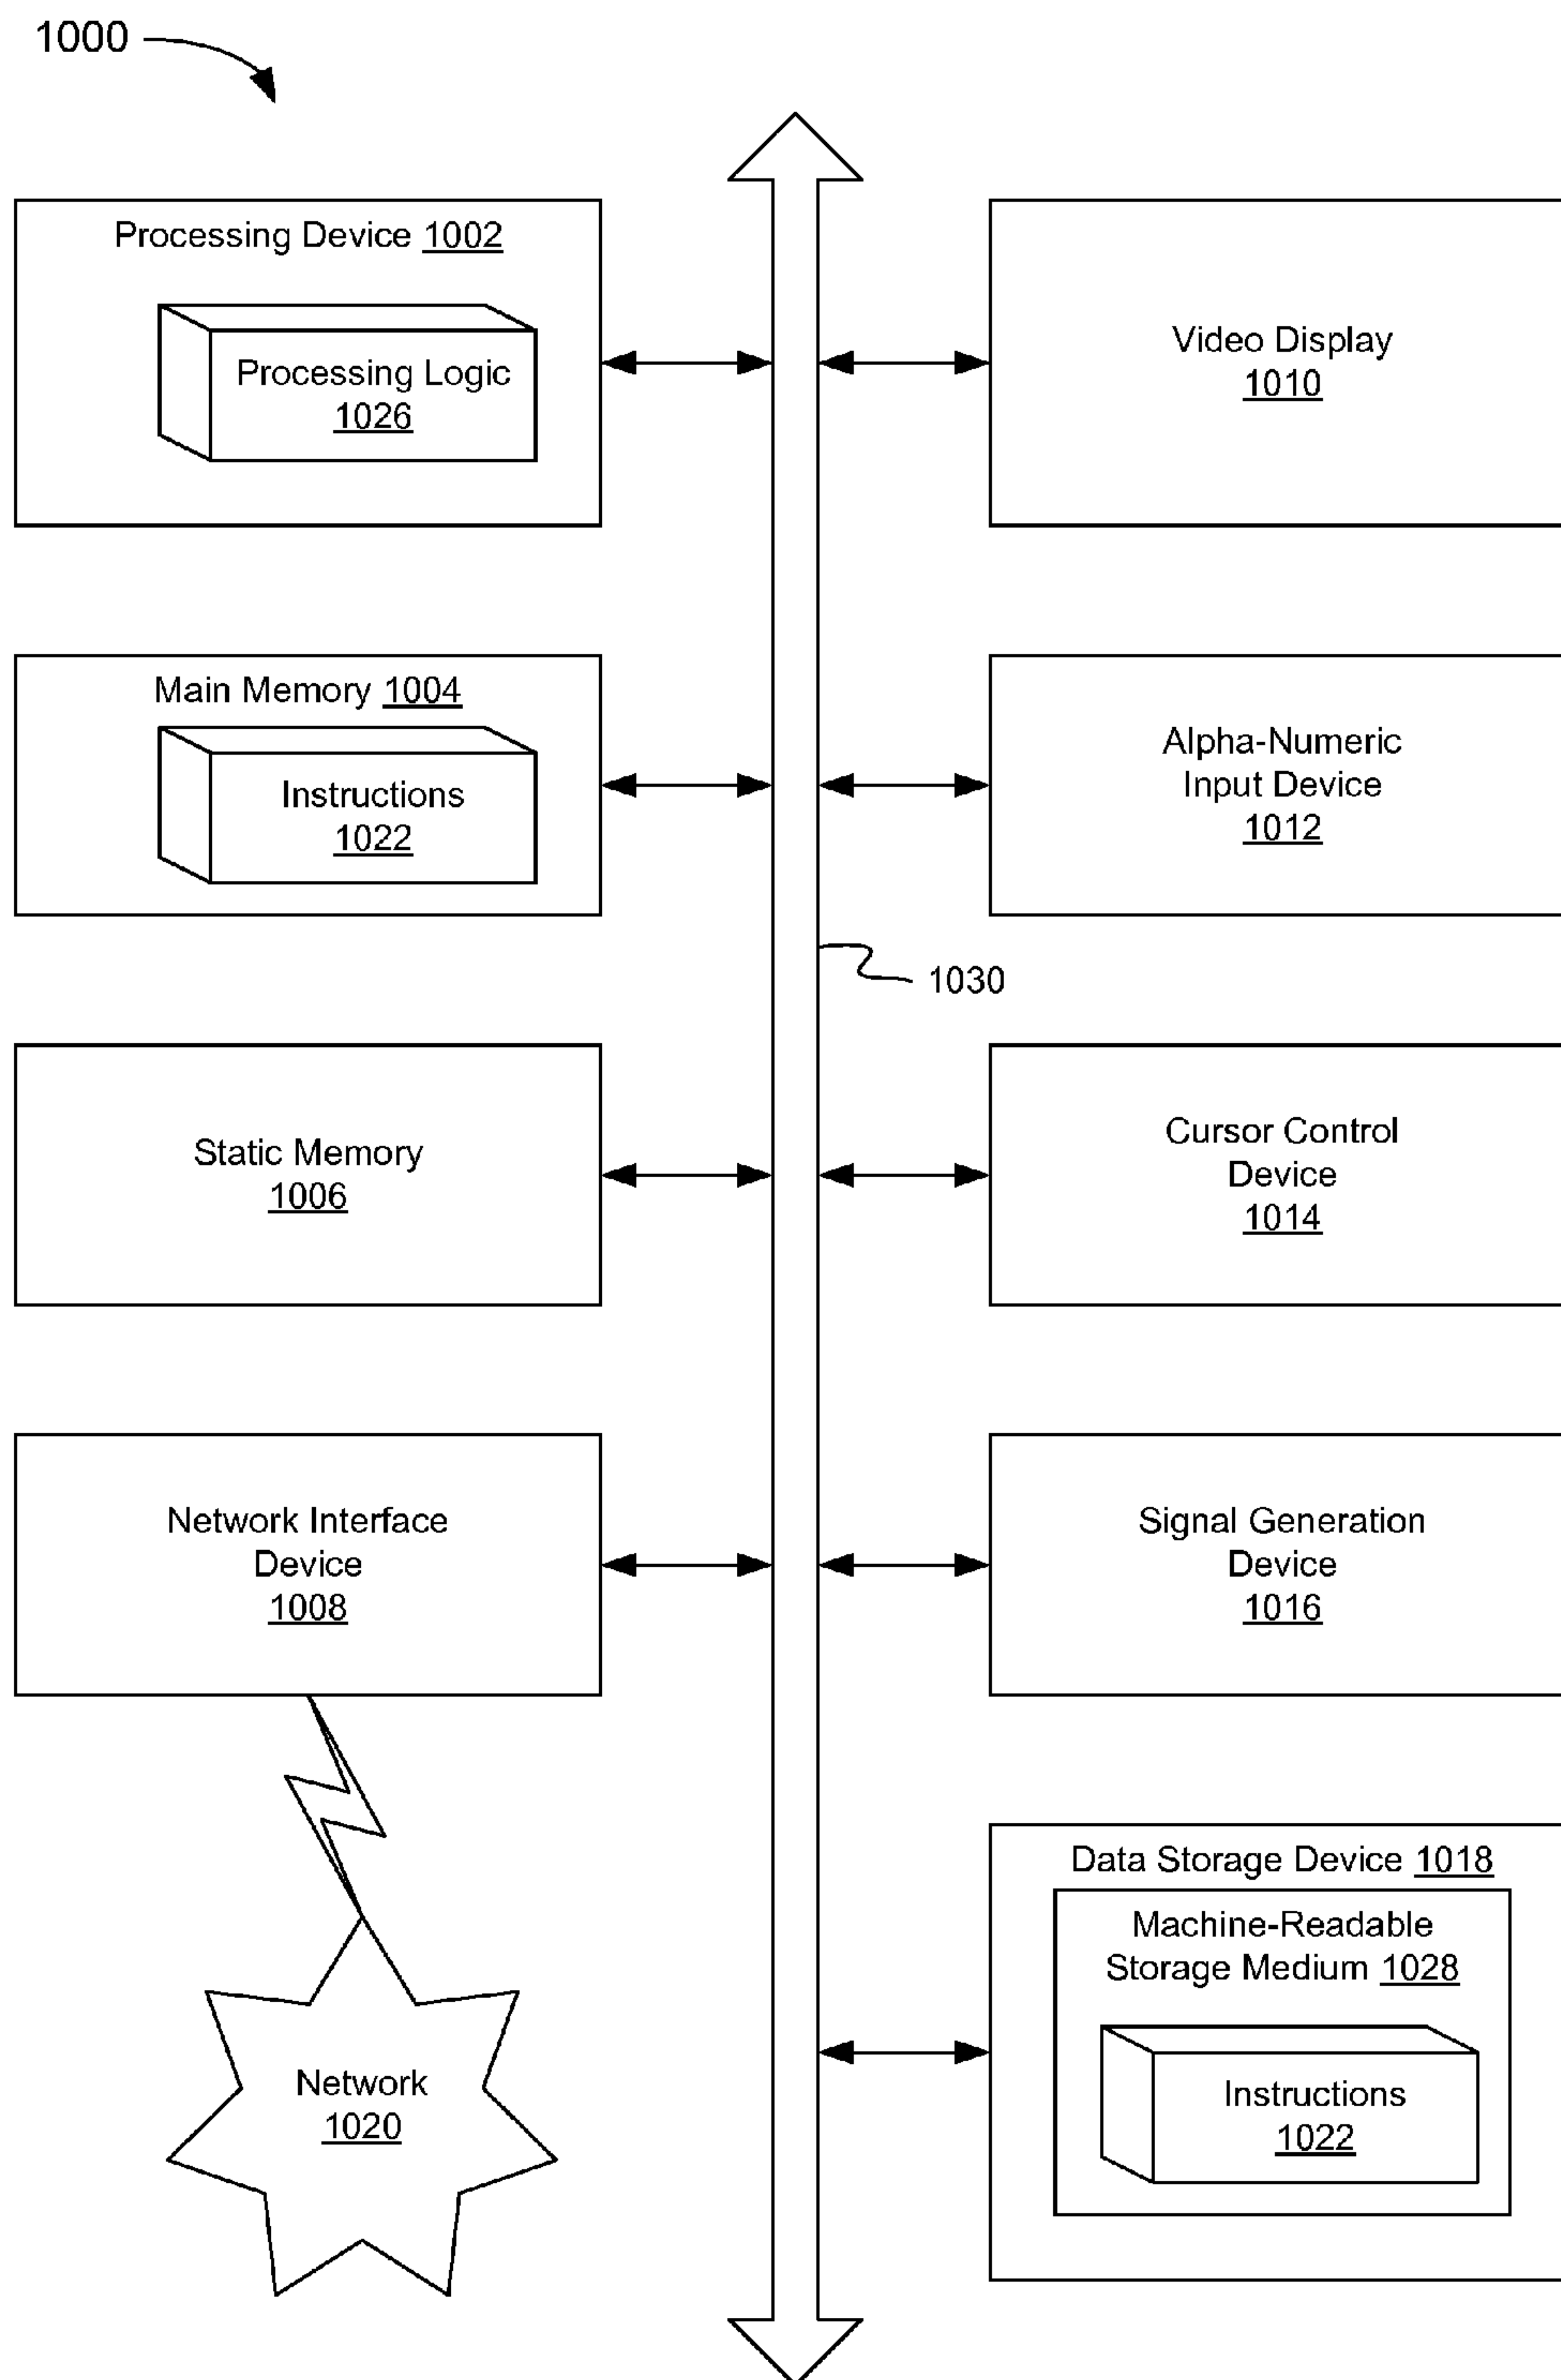 1000
Processing Device 1002
Processing Logic
1026
Video Display
1010
Main Memory 1004
Instructions
1022
Alpha-Numeric
Input Device
1012
1030
Static Memory
1006
Cursor Control
Device
1014
Network Interface
Device
1008
Signal Generation
Device
1016
Data Storage Device 1018
Machine-Readable
Storage Medium 1028
Instructions
1022
Network
1020